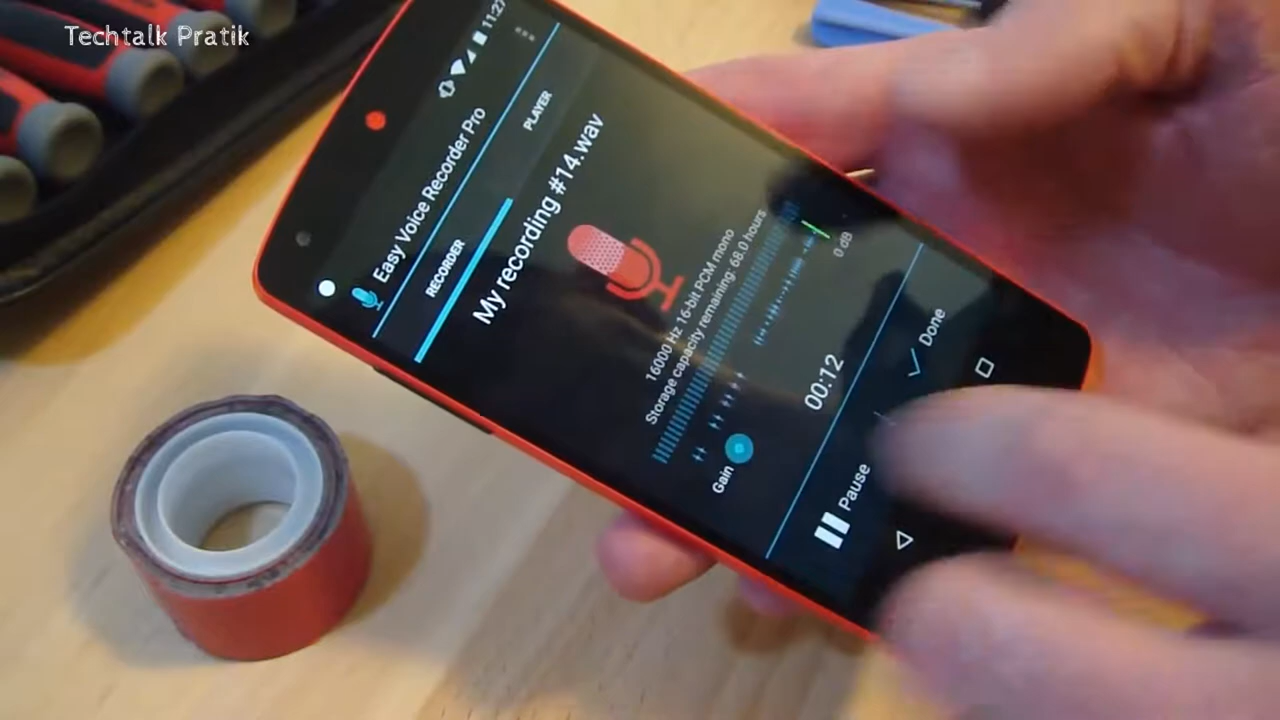 Techtalk Pratik
11:27
Easy Voice Recorder Pro
RECORDER
PLAYER
My recording #14.wav
16000 Hz 16-bit PCM mono
Storage capacity remaining: 68.0 hours
0 dB
Gain
00:12
Pause
Done